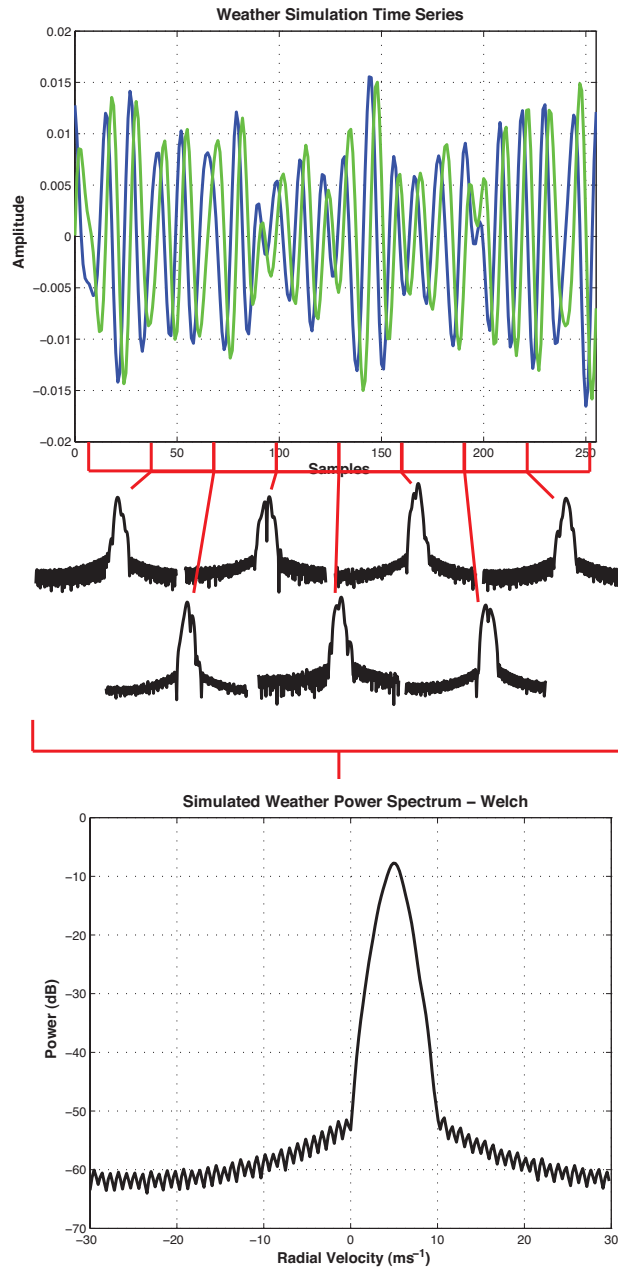 Weather Simulation Time Series
0.02
0.015
0.01
0.005
0
−0.005
−0.01
−0.015
−0.02
Amplitude
0 50 100 150 200 250
Samples
Simulated Weather Power Spectrum − Welch
0
−10
−20
−30
−40
−50
−60
−70
Power (dB)
−30 −20 −10 0 10 20 30
Radial Velocity (ms⁻¹)